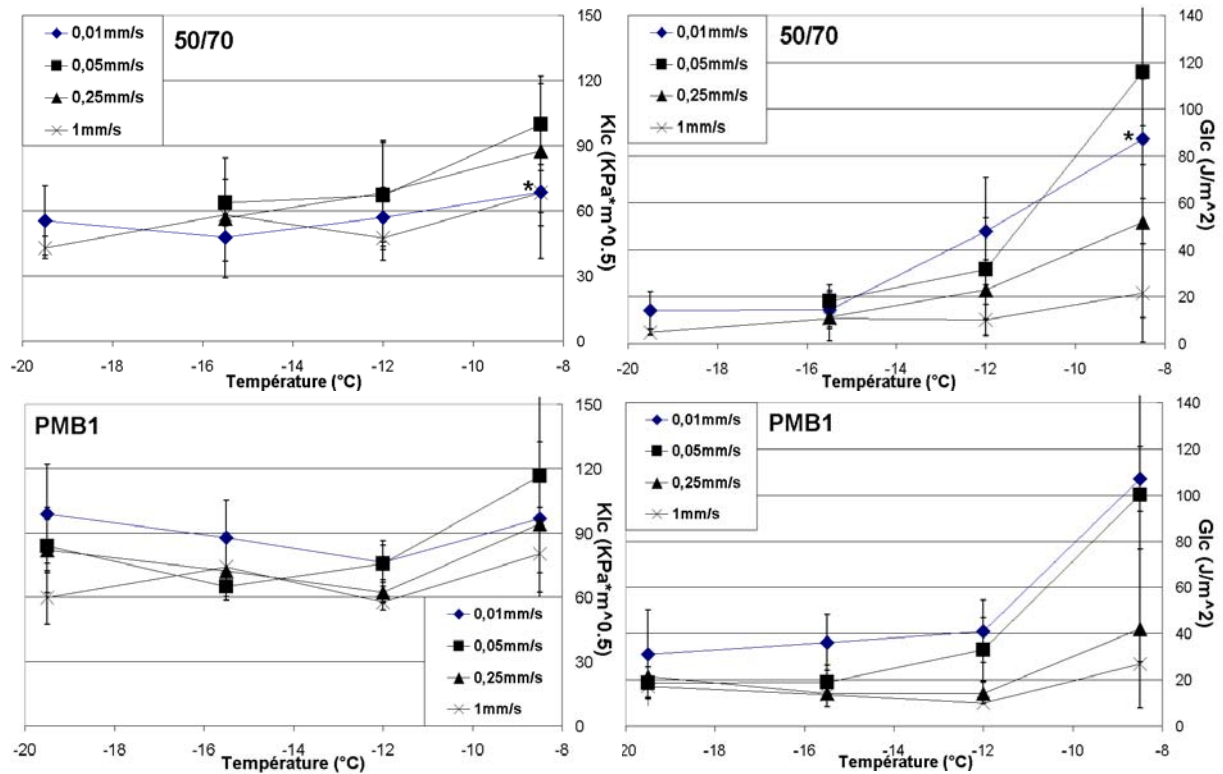 50/70
0,01mm/s
0,05mm/s
0,25mm/s
1mm/s
150
120
90
60
30
0
KIc (KPa*m^0.5)
*
-20 -18 -16 -14 -12 -10 -8
Température (°C)
50/70
0,01mm/s
0,05mm/s
0,25mm/s
1mm/s
140
120
100
80
60
40
20
0
GIc (J/m^2)
*
-20 -18 -16 -14 -12 -10 -8
Température (°C)
PMB1
0,01mm/s
0,05mm/s
0,25mm/s
1mm/s
150
120
90
60
30
0
KIc (KPa*m^0.5)
-20 -18 -16 -14 -12 -10 -8
Température (°C)
PMB1
0,01mm/s
0,05mm/s
0,25mm/s
1mm/s
140
120
100
80
60
40
20
0
GIc (J/m^2)
-20 -18 -16 -14 -12 -10 -8
Température (°C)